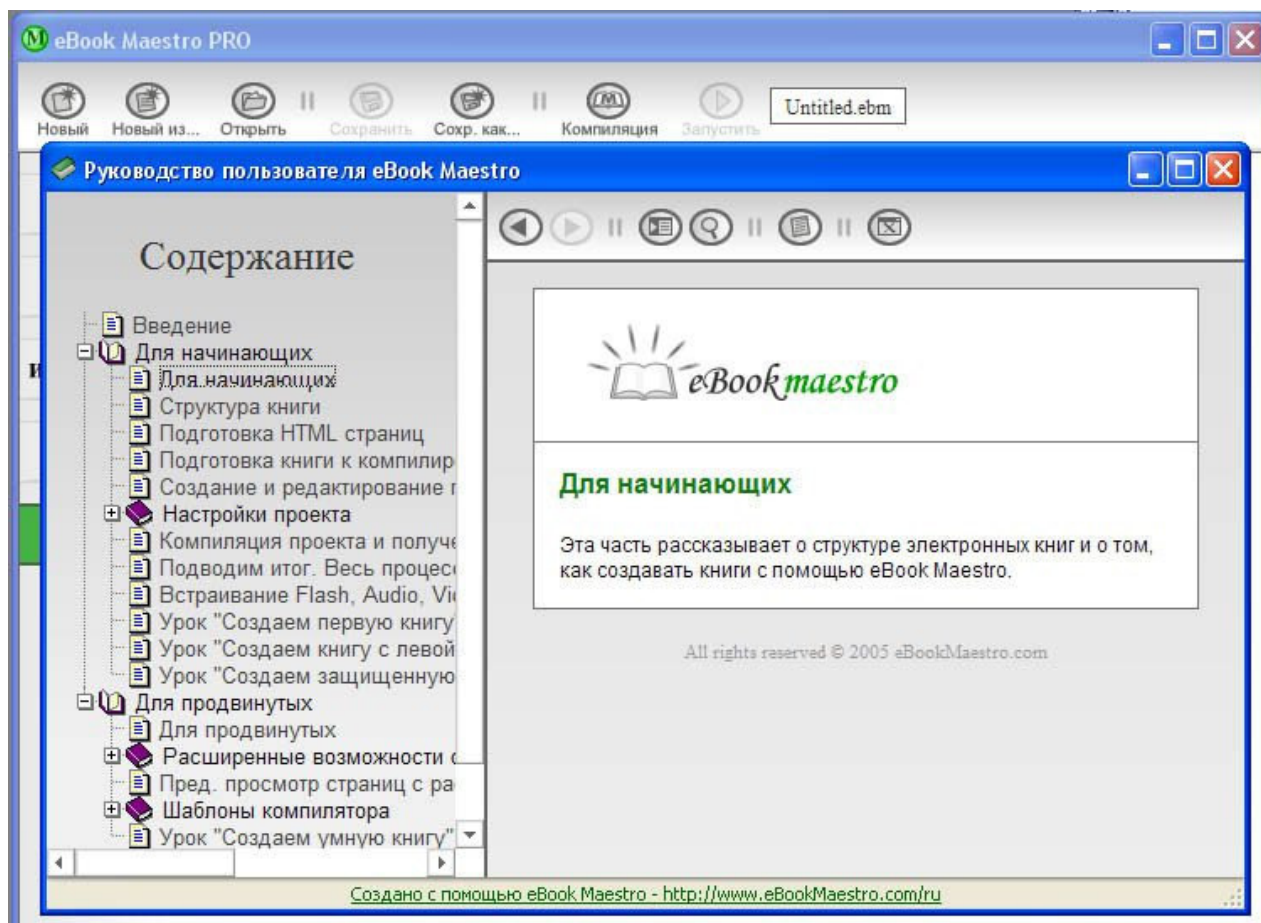 eBook Maestro PRO
Новый
Новый из...
Открыть
Сохранить
Сохр. как...
Компиляция
Запустить
Untitled.ebm
Руководство пользователя eBook Maestro
Содержание
Введение
Для начинающих
Для начинающих
Структура книги
Подготовка HTML страниц
Подготовка книги к компилир
Создание и редактирование
Настройки проекта
Компиляция проекта и получе
Подводим итог. Весь процесс
Встраивание Flash, Audio, Vi
Урок "Создаем первую книгу"
Урок "Создаем книгу с левой
Урок "Создаем защищенную
Для продвинутых
Для продвинутых
Расширенные возможности
Пред. просмотр страниц с ра
Шаблоны компилятора
Урок "Создаем умную книгу"
eBook maestro
Для начинающих
Эта часть рассказывает о структуре электронных книг и о том,
как создавать книги с помощью eBook Maestro.
All rights reserved © 2005 eBookMaestro.com
Создано с помощью eBook Maestro - http://www.eBookMaestro.com/ru